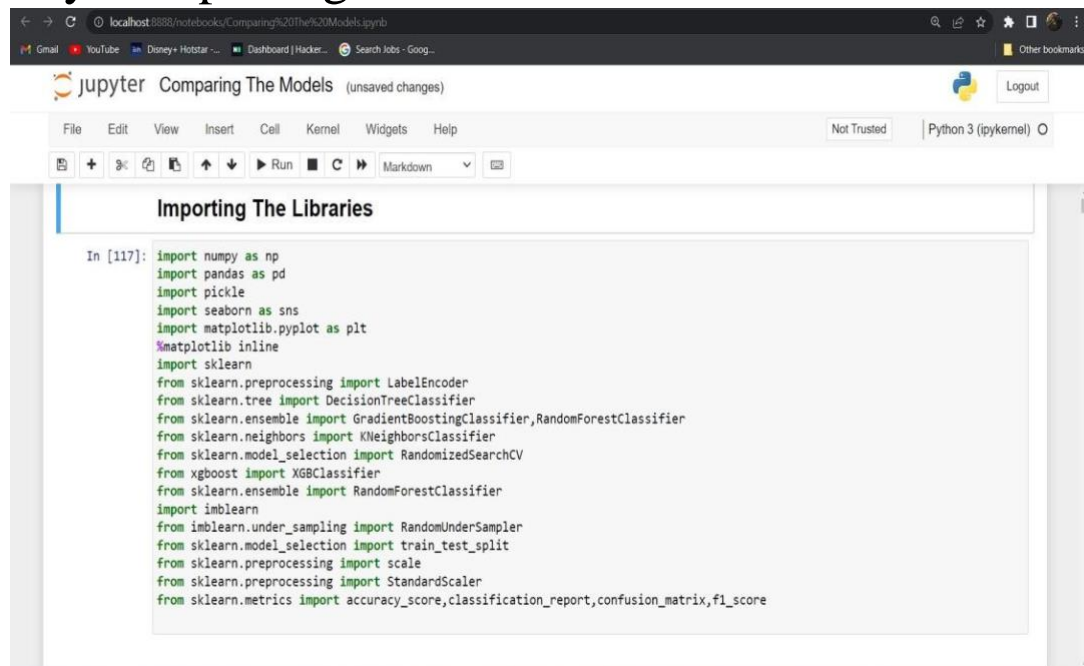 localhost:8888/notebooks/Comparing%20The%20Models.ipynb
Gmail YouTube Disney+ Hotstar -... Dashboard | Hacker... Search Jobs - Goog... Other bookmarks
jupyter Comparing The Models (unsaved changes) Logout
File Edit View Insert Cell Kernel Widgets Help Not Trusted Python 3 (ipykernel)
Run Markdown
Importing The Libraries
In [117]: import numpy as np
import pandas as pd
import pickle
import seaborn as sns
import matplotlib.pyplot as plt
%matplotlib inline
import sklearn
from sklearn.preprocessing import LabelEncoder
from sklearn.tree import DecisionTreeClassifier
from sklearn.ensemble import GradientBoostingClassifier,RandomForestClassifier
from sklearn.neighbors import KNeighborsClassifier
from sklearn.model_selection import RandomizedSearchCV
from xgboost import XGBClassifier
from sklearn.ensemble import RandomForestClassifier
import imblearn
from imblearn.under_sampling import RandomUnderSampler
from sklearn.model_selection import train_test_split
from sklearn.preprocessing import scale
from sklearn.preprocessing import StandardScaler
from sklearn.metrics import accuracy_score,classification_report,confusion_matrix,f1_score